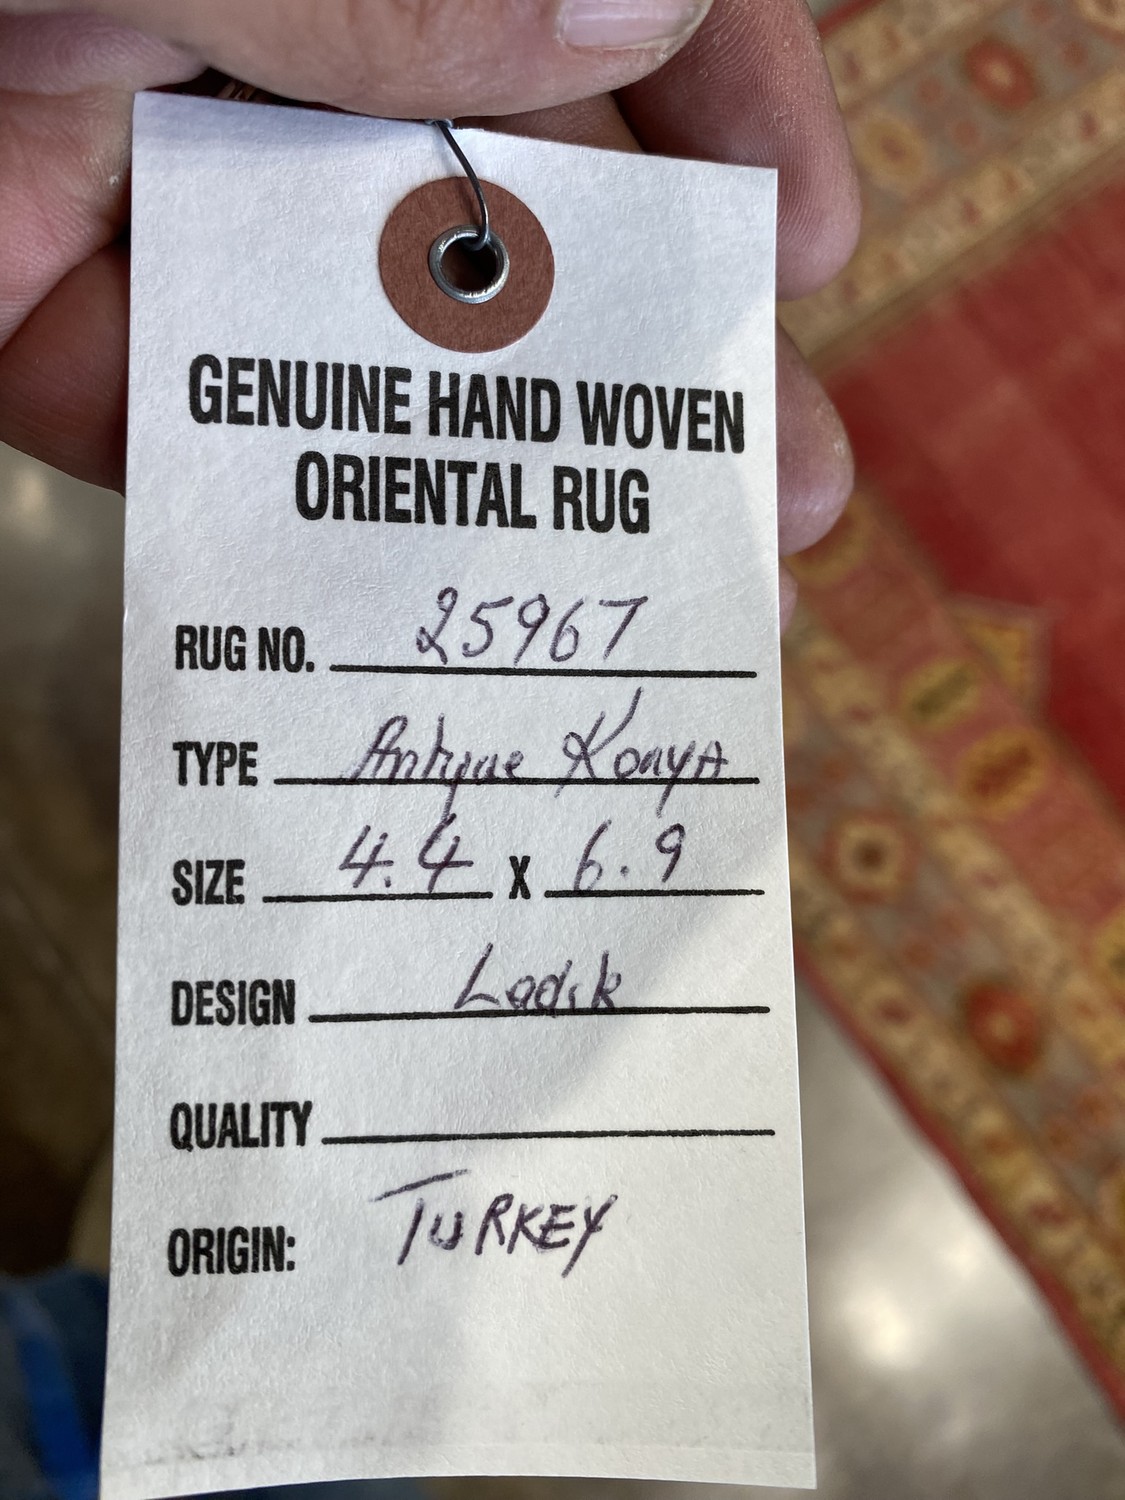 GENUINE HAND WOVEN
ORIENTAL RUG
RUG NO. 25967
TYPE Antique Konya
SIZE 4.4 X 6.9
DESIGN Ladik
QUALITY
ORIGIN: TURKEY